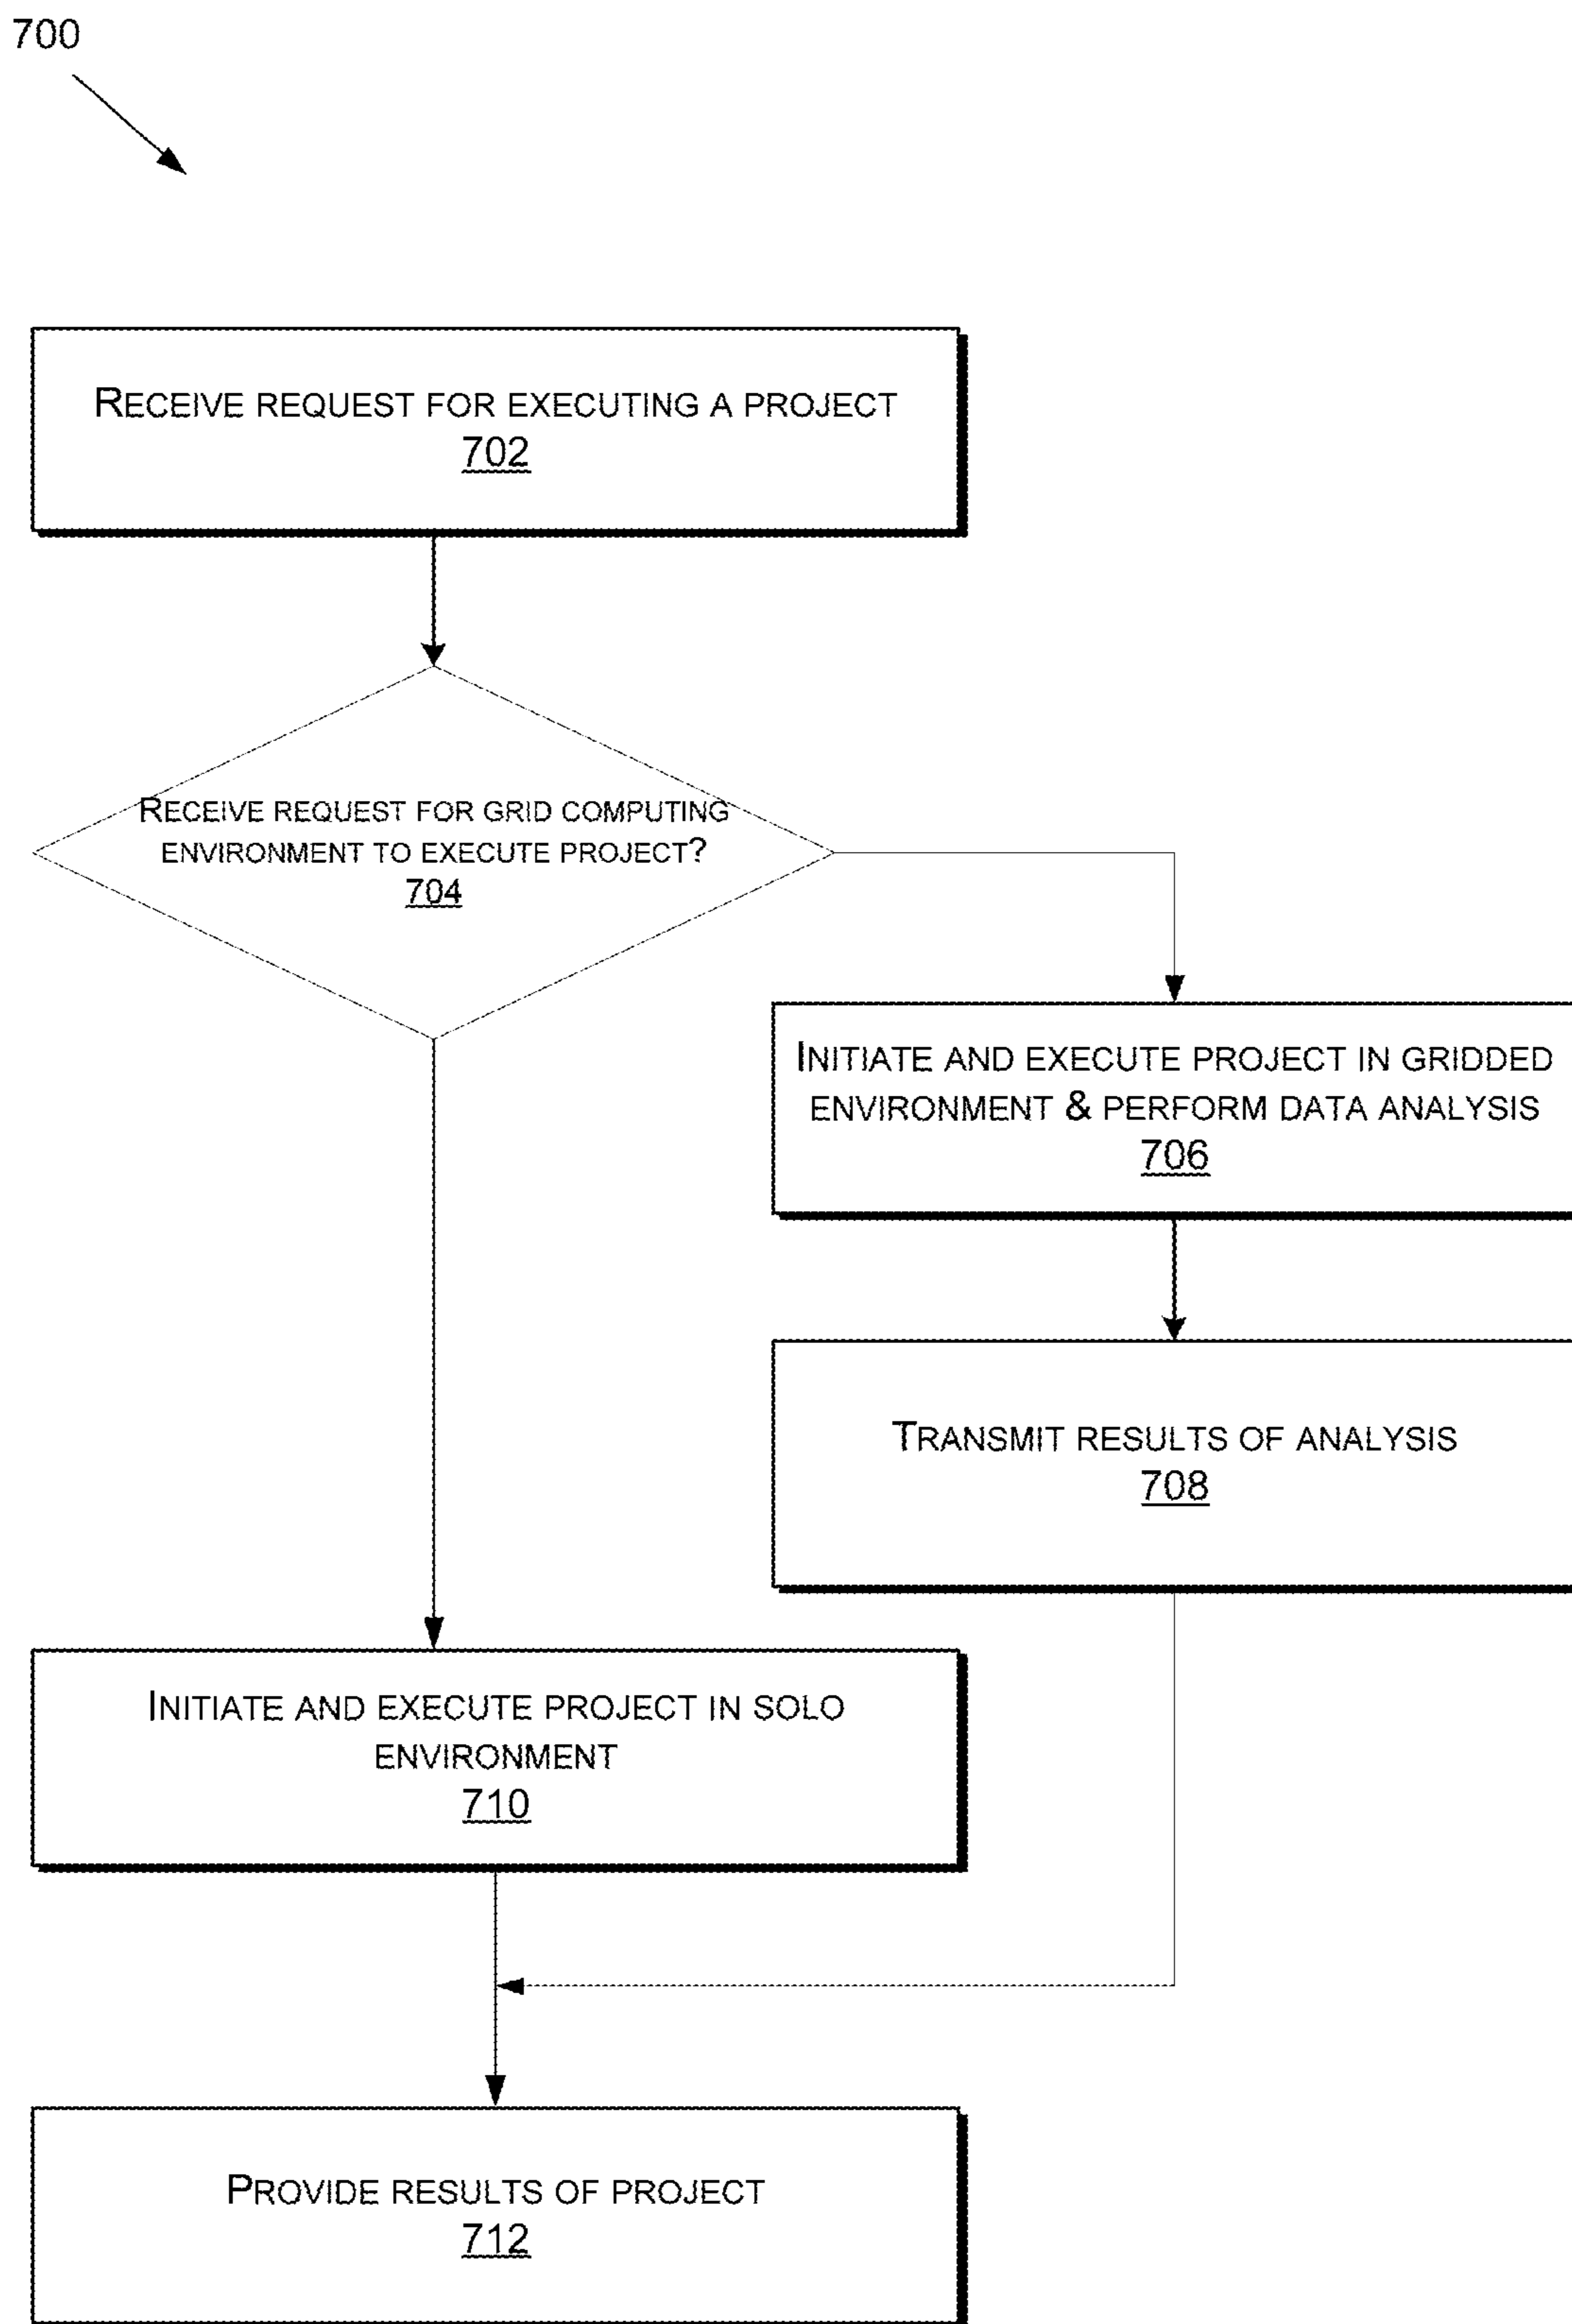 700
RECEIVE REQUEST FOR EXECUTING A PROJECT
702
RECEIVE REQUEST FOR GRID COMPUTING
ENVIRONMENT TO EXECUTE PROJECT?
704
INITIATE AND EXECUTE PROJECT IN GRIDDED
ENVIRONMENT & PERFORM DATA ANALYSIS
706
TRANSMIT RESULTS OF ANALYSIS
708
INITIATE AND EXECUTE PROJECT IN SOLO
ENVIRONMENT
710
PROVIDE RESULTS OF PROJECT
712